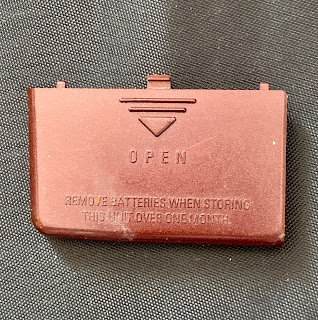 OPEN
REMOVE BATTERIES WHEN STORING
THIS UNIT OVER ONE MONTH.